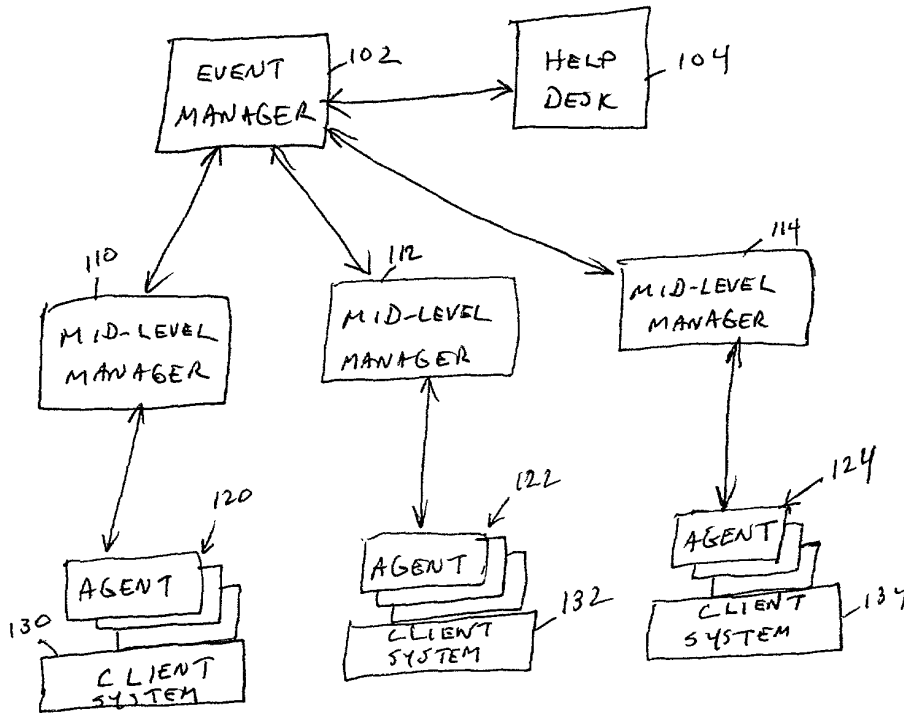 EVENT
MANAGER
102
HELP
DESK
104
110
MID-LEVEL
MANAGER
112
MID-LEVEL
MANAGER
114
MID-LEVEL
MANAGER
120
AGENT
122
AGENT
124
AGENT
130
CLIENT
SYSTEM
132
CLIENT
SYSTEM
134
CLIENT
SYSTEM